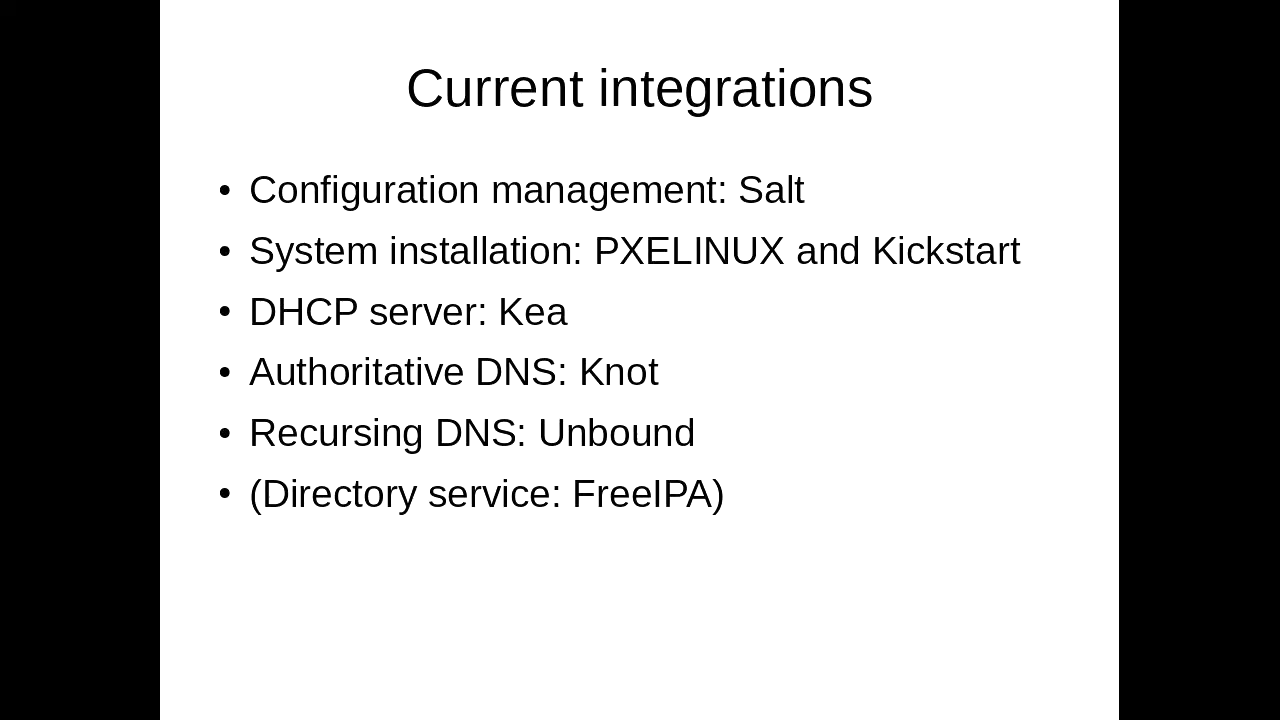 Current integrations
• Configuration management: Salt
• System installation: PXELINUX and Kickstart
• DHCP server: Kea
• Authoritative DNS: Knot
• Recursing DNS: Unbound
• (Directory service: FreeIPA)